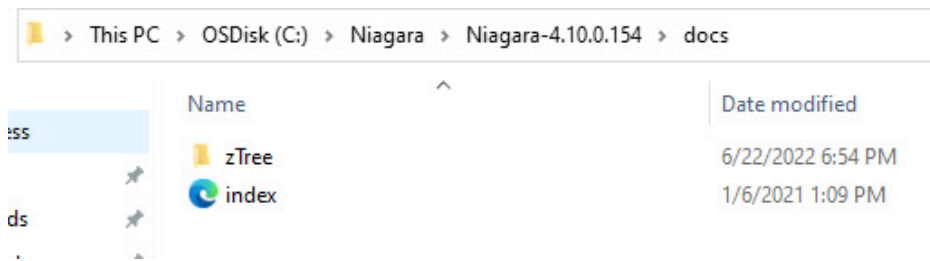 This PC > OSDisk (C:) > Niagara > Niagara-4.10.0.154 > docs
Name Date modified
ess
zTree 6/22/2022 6:54 PM
index 1/6/2021 1:09 PM
ds